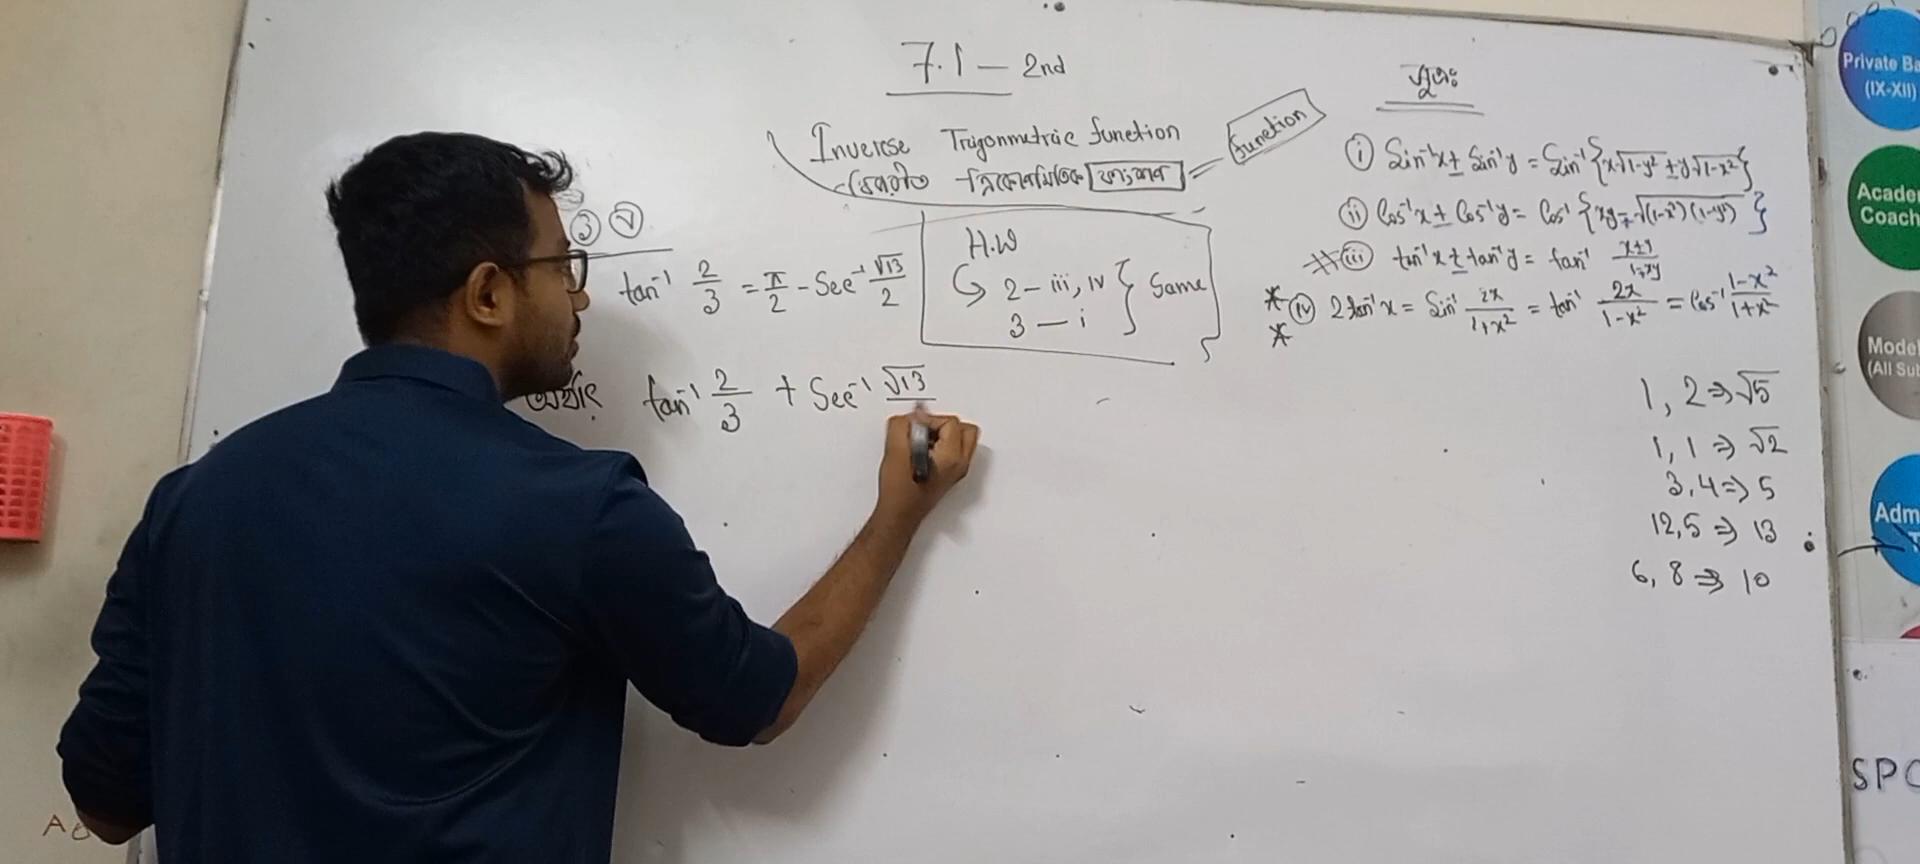 7.1 — 2nd
Inverse Trigonmetric function
বিপরীত ত্রিকোণমিতিক ফাংশন
function
③ ⓥ
tan⁻¹ 2/3 = π/2 - Sec⁻¹ √13/2
H.W
2 - iii, iv } Same
3 — i
অর্থাৎ tan⁻¹ 2/3 + Sec⁻¹ √13
সূত্রঃ
ⓘ Sin⁻¹x ± Sin⁻¹y = Sin⁻¹ {x√1-y² ± y√1-x²}
ⓘⓘ Cos⁻¹x ± Cos⁻¹y = Cos⁻¹ {xy ∓ √(1-x²)(1-y²)}
(iii) tan⁻¹x ± tan⁻¹y = tan⁻¹ x±y/1∓xy
(iv) 2tan⁻¹x = Sin⁻¹ 2x/1+x² = tan⁻¹ 2x/1-x² = Cos⁻¹ 1-x²/1+x²
1, 2 ⇒ √5
1, 1 ⇒ √2
3, 4 ⇒ 5
12, 5 ⇒ 13
6, 8 ⇒ 10
Private Ba
(IX-XII)
Acade
Coach
Model
(All Sub
Adm
T
SPO